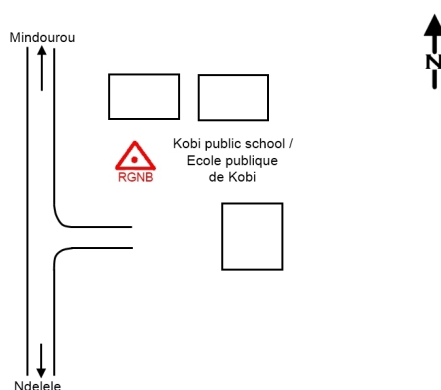 Mindourou
N
Kobi public school /
Ecole publique
de Kobi
RGNB
Ndelele